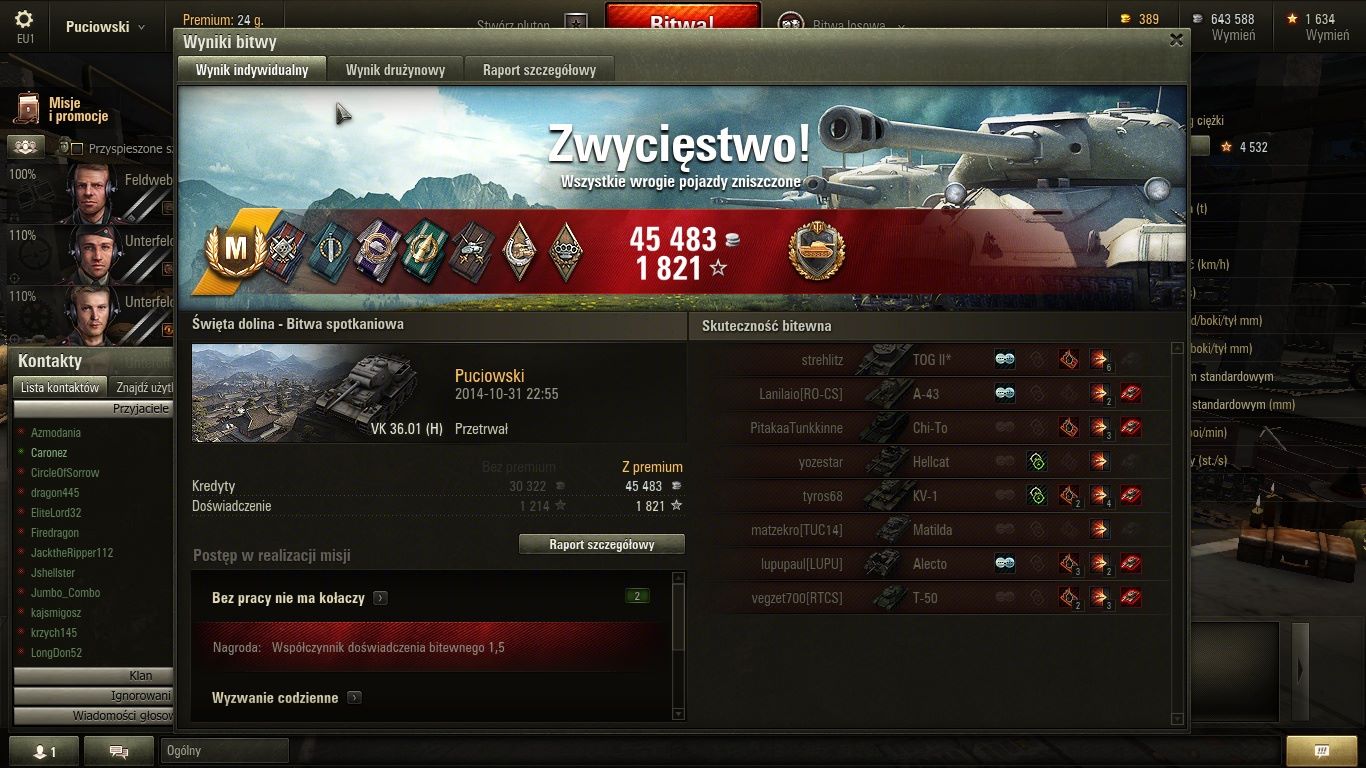 EU1
Puciowski
Premium: 24 g.
Stwórz pluton
Bitwa!
Bitwa losowa
389
643 588
Wymień
1 634
Wymień
Wyniki bitwy
Wynik indywidualny
Wynik drużynowy
Raport szczegółowy
Misje
i promocje
Przyspieszone
100%
Feldweb
110%
Unterfeld
110%
Unterfeld
Zwycięstwo!
Wszystkie wrogie pojazdy zniszczone
M
45 483
1 821
ciężki
4 532
(t)
(km/h)
d/boki/tył mm)
boki/tył mm)
m standardowym
standardowym (mm)
/min)
(st./s)
Święta dolina - Bitwa spotkaniowa
Puciowski
2014-10-31 22:55
VK 36.01 (H)
Przetrwał
Bez premium
Z premium
Kredyty
30 322
45 483
Doświadczenie
1 214
1 821
Raport szczegółowy
Postęp w realizacji misji
Bez pracy nie ma kołaczy
2
Nagroda: Współczynnik doświadczenia bitewnego 1,5
Wyzwanie codzienne
Skuteczność bitewna
strehlitz TOG II* 6
Lanilaio[RO-CS] A-43 2
PitakaaTunkkinne Chi-To 3
yozestar Hellcat
tyros68 KV-1 2 4
matzekro[TUC14] Matilda
lupupaul[LUPU] Alecto 3 2
vegzet700[RTCS] T-50 2 3
Kontakty
Lista kontaktów
Znajdź użyt
Przyjaciele
Azmodania
Caronez
CircleOfSorrow
dragon445
EliteLord32
Firedragon
JacktheRipper112
Jshellster
Jumbo_Combo
kajsmigosz
krzych145
LongDon52
Klan
Ignorowani
Wiadomości głosow
1
Ogólny